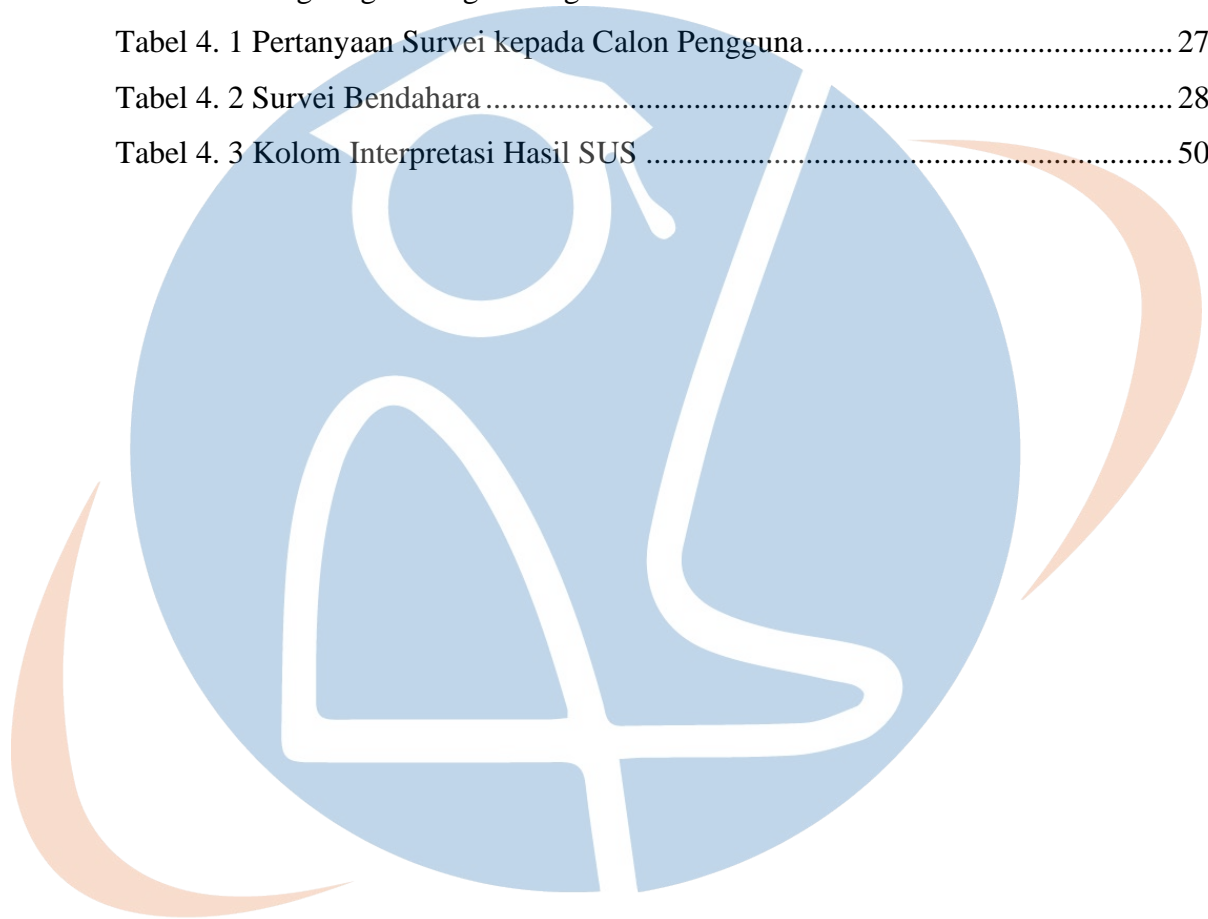 Tabel 4. 1 Pertanyaan Survei kepada Calon Pengguna........................................................ 27
Tabel 4. 2 Survei Bendahara ........................................................................................................ 28
Tabel 4. 3 Kolom Interpretasi Hasil SUS ................................................................................ 50